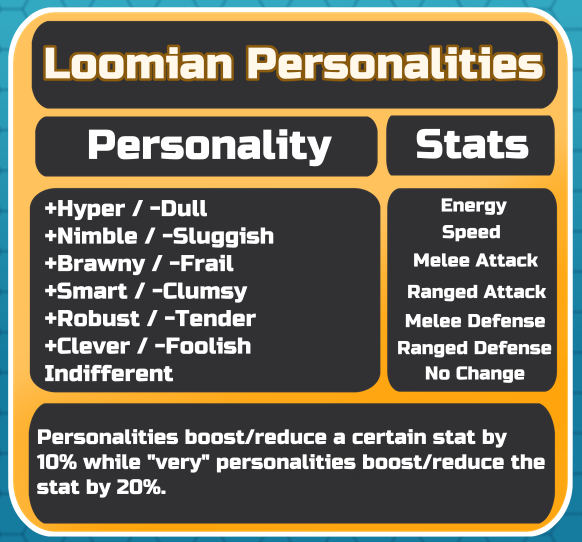 Loomian Personalities
Personality
Stats
+Hyper / -Dull
Energy
+Nimble / -Sluggish
Speed
+Brawny / -Frail
Melee Attack
+Smart / -Clumsy
Ranged Attack
+Robust / -Tender
Melee Defense
+Clever / -Foolish
Ranged Defense
Indifferent
No Change
Personalities boost/reduce a certain stat by
10% while "very" personalities boost/reduce the
stat by 20%.